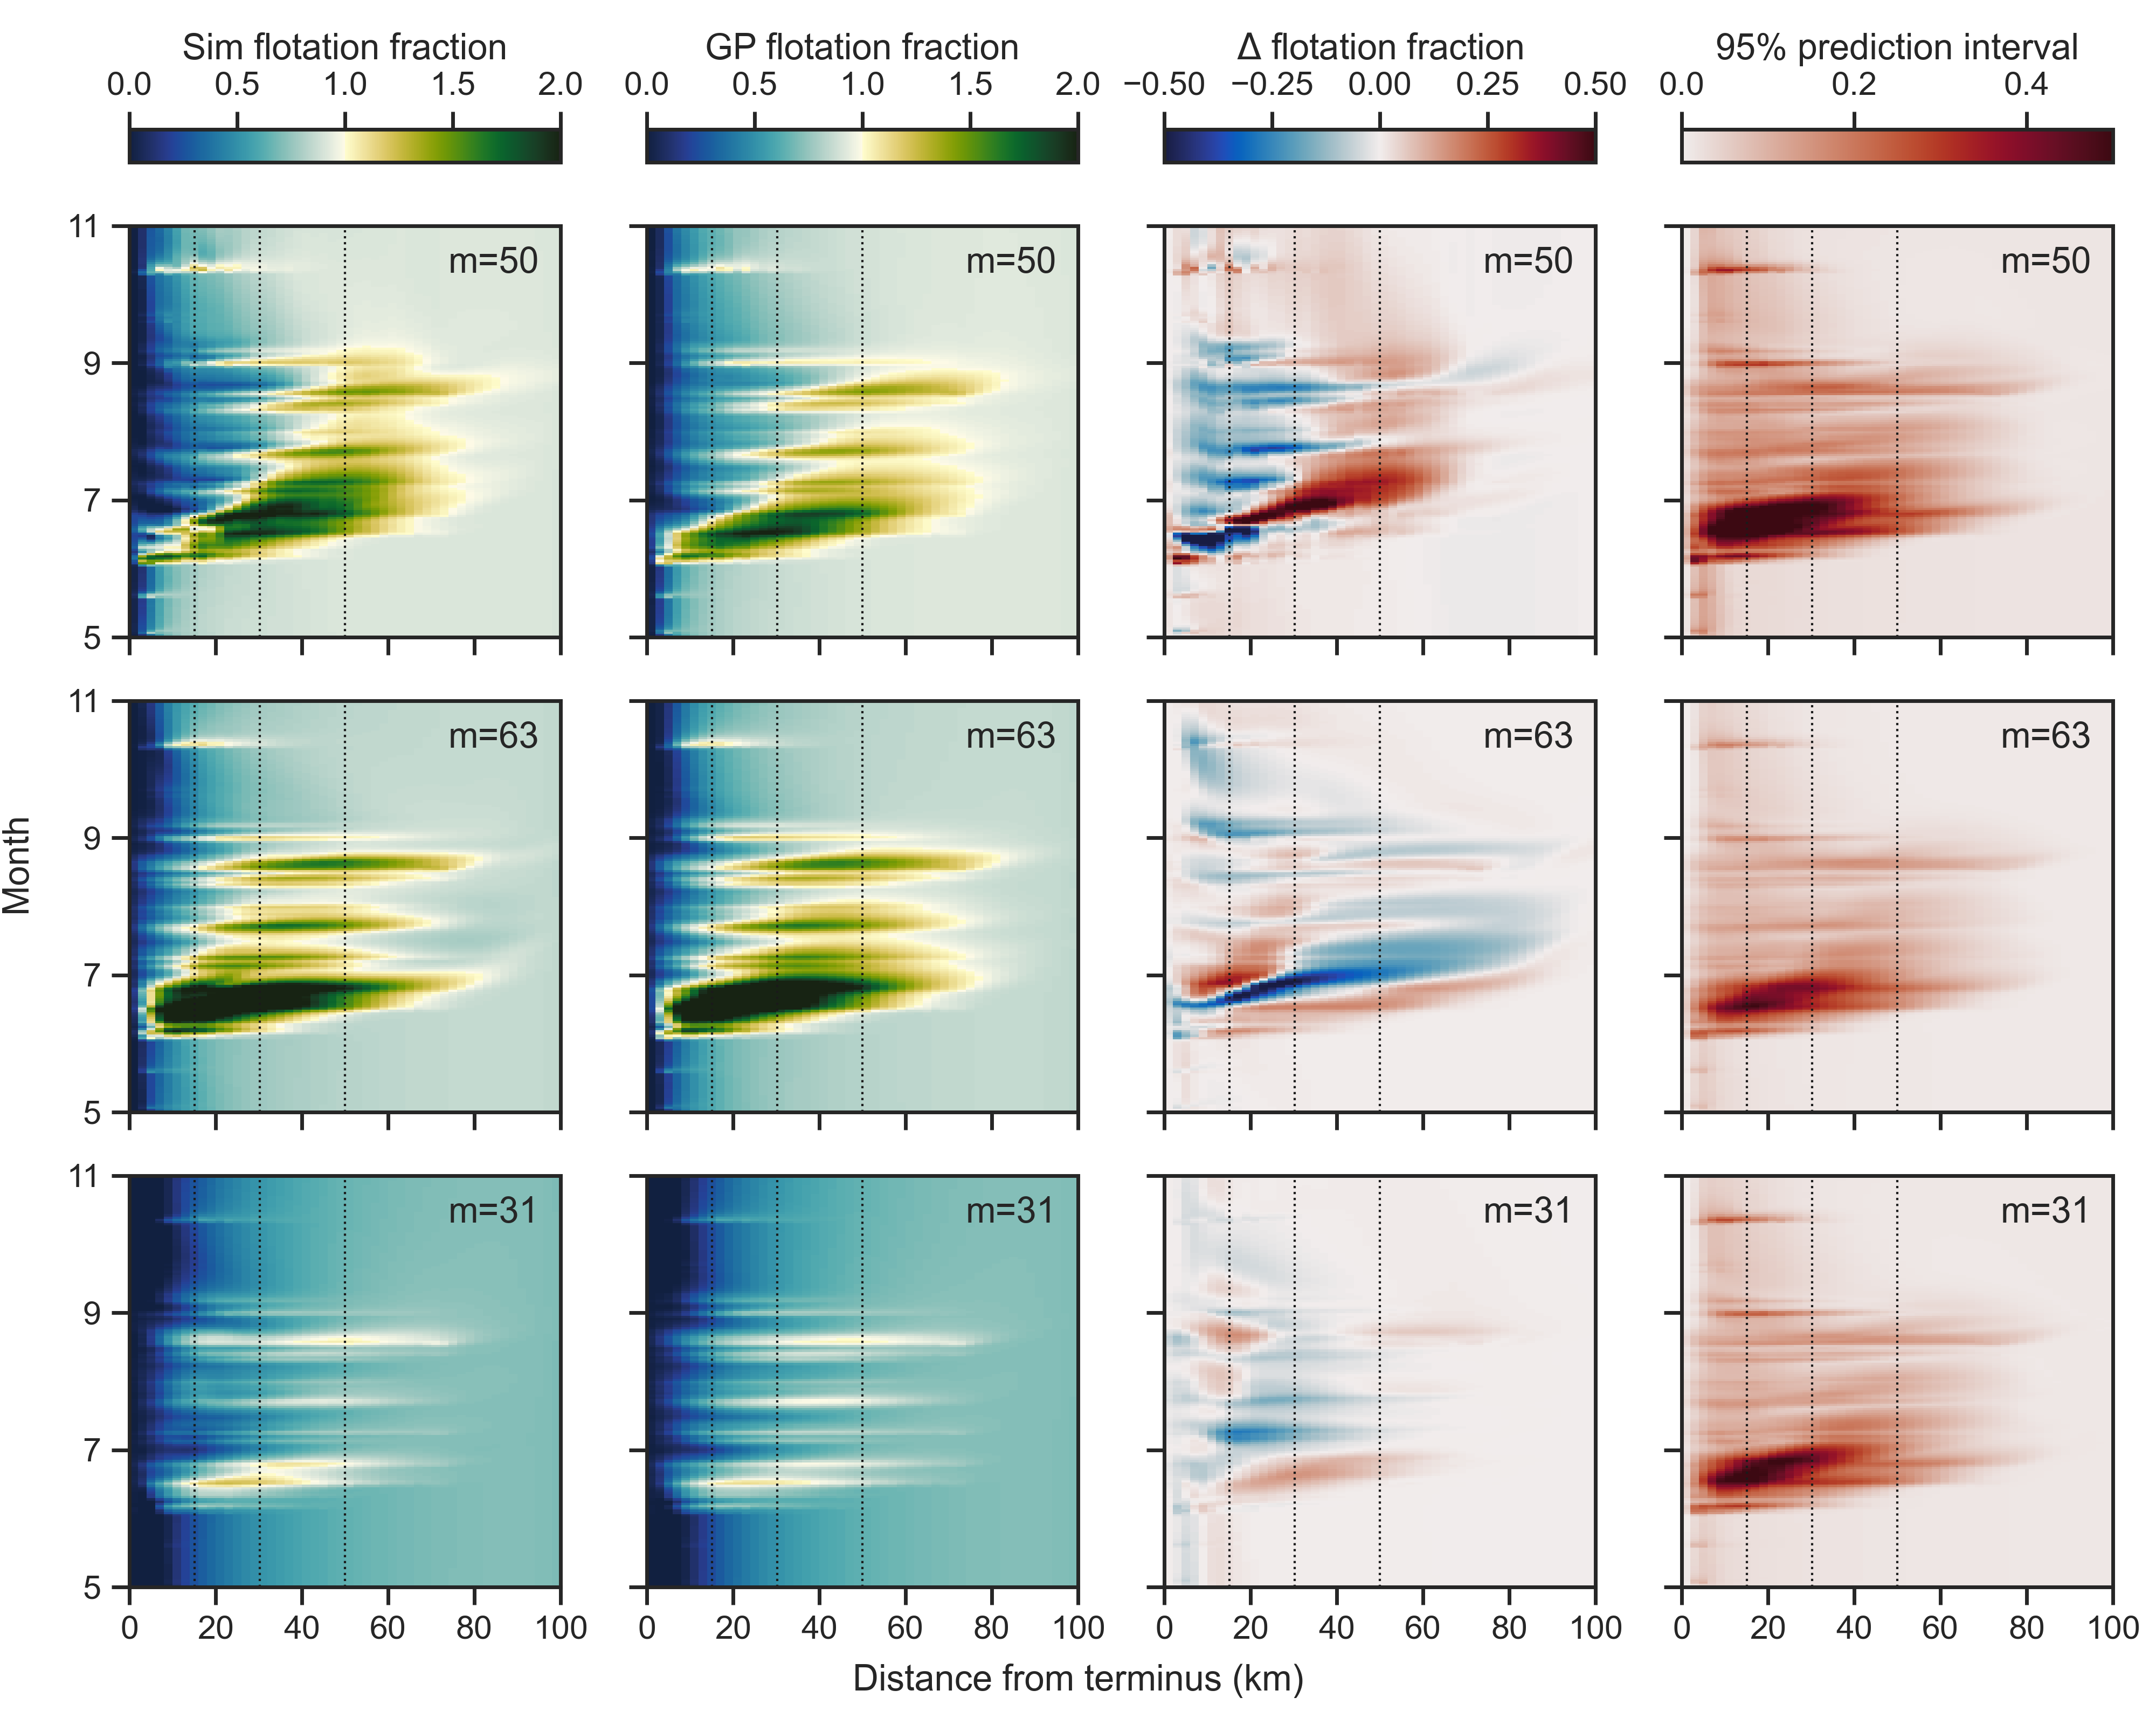 Sim flotation fraction GP flotation fraction Δ flotation fraction 95% prediction interval
0.0 0.5 1.0 1.5 2.0 0.0 0.5 1.0 1.5 2.0 −0.50 −0.25 0.00 0.25 0.50 0.0 0.2 0.4
11
m=50 m=50 m=50 m=50
9
7
5
11
m=63 m=63 m=63 m=63
9
Month
7
5
11
m=31 m=31 m=31 m=31
9
7
5
0 20 40 60 80 100 0 20 40 60 80 100 0 20 40 60 80 100 0 20 40 60 80 100
Distance from terminus (km)